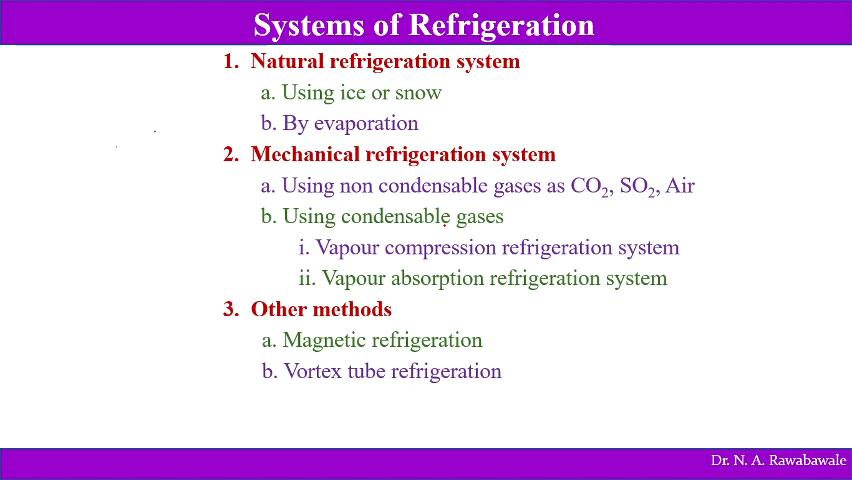 Systems of Refrigeration
1. Natural refrigeration system
a. Using ice or snow
b. By evaporation
2. Mechanical refrigeration system
a. Using non condensable gases as CO₂, SO₂, Air
b. Using condensable gases
i. Vapour compression refrigeration system
ii. Vapour absorption refrigeration system
3. Other methods
a. Magnetic refrigeration
b. Vortex tube refrigeration
Dr. N. A. Rawabawale